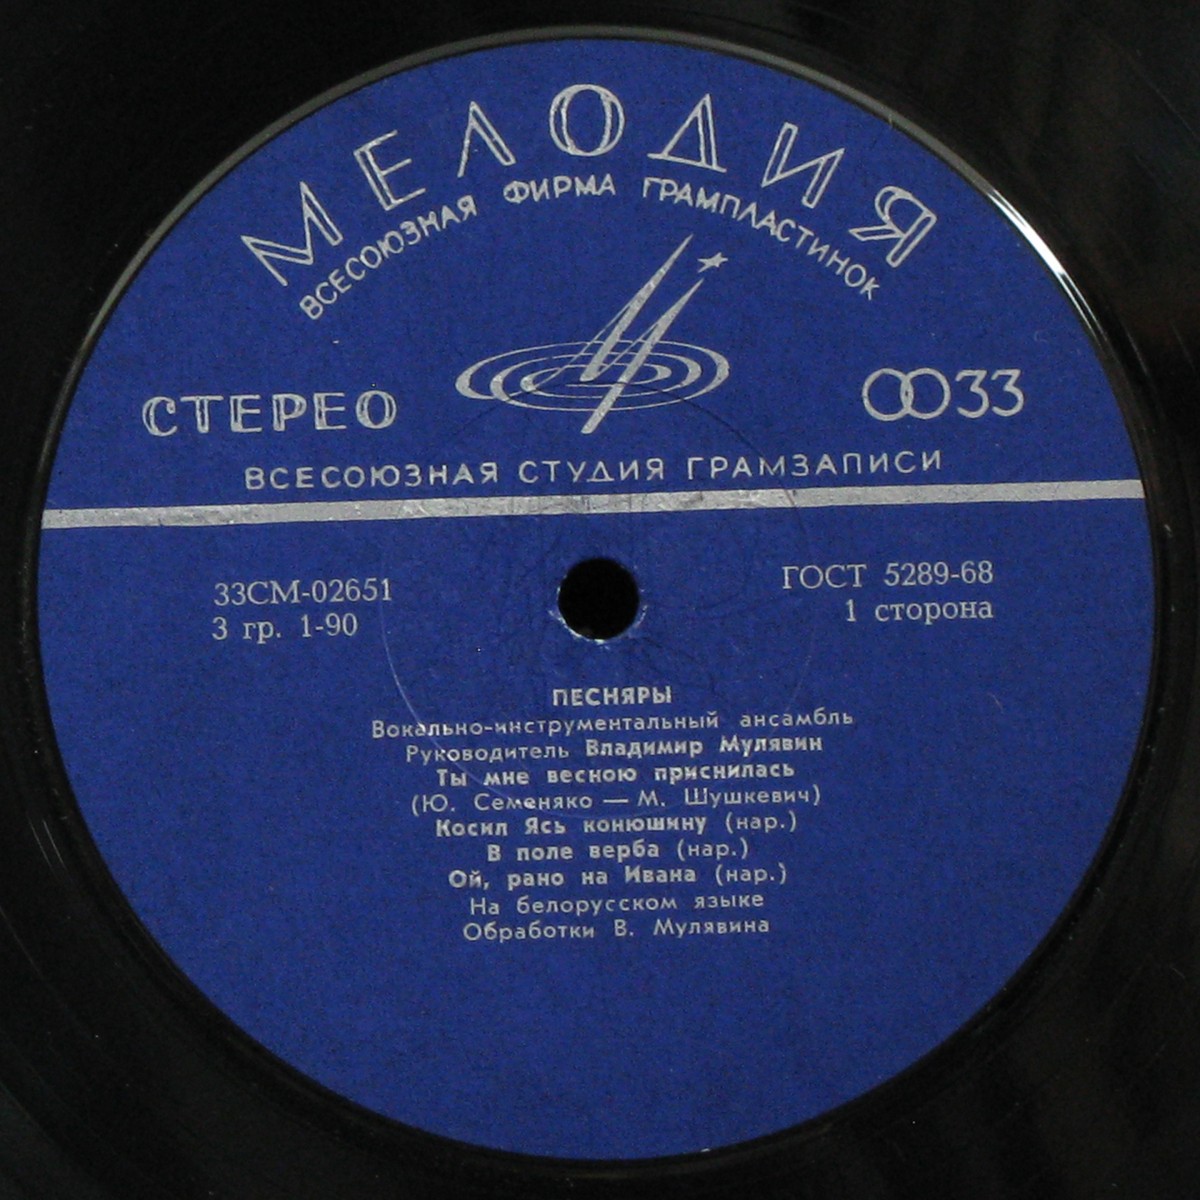 МЕЛОДИЯ
ВСЕСОЮЗНАЯ ФИРМА ГРАМПЛАСТИНОК
СТЕРЕО
33
ВСЕСОЮЗНАЯ СТУДИЯ ГРАМЗАПИСИ
33СМ-02651
ГОСТ 5289-68
3 гр. 1-90
1 сторона
ПЕСНЯРЫ
Вокально-инструментальный ансамбль
Руководитель Владимир Мулявин
Ты мне весною приснилась
(Ю. Семеняко — М. Шушкевич)
Косил Ясь конюшину (нар.)
В поле верба (нар.)
Ой, рано на Ивана (нар.)
На белорусском языке
Обработки В. Мулявина